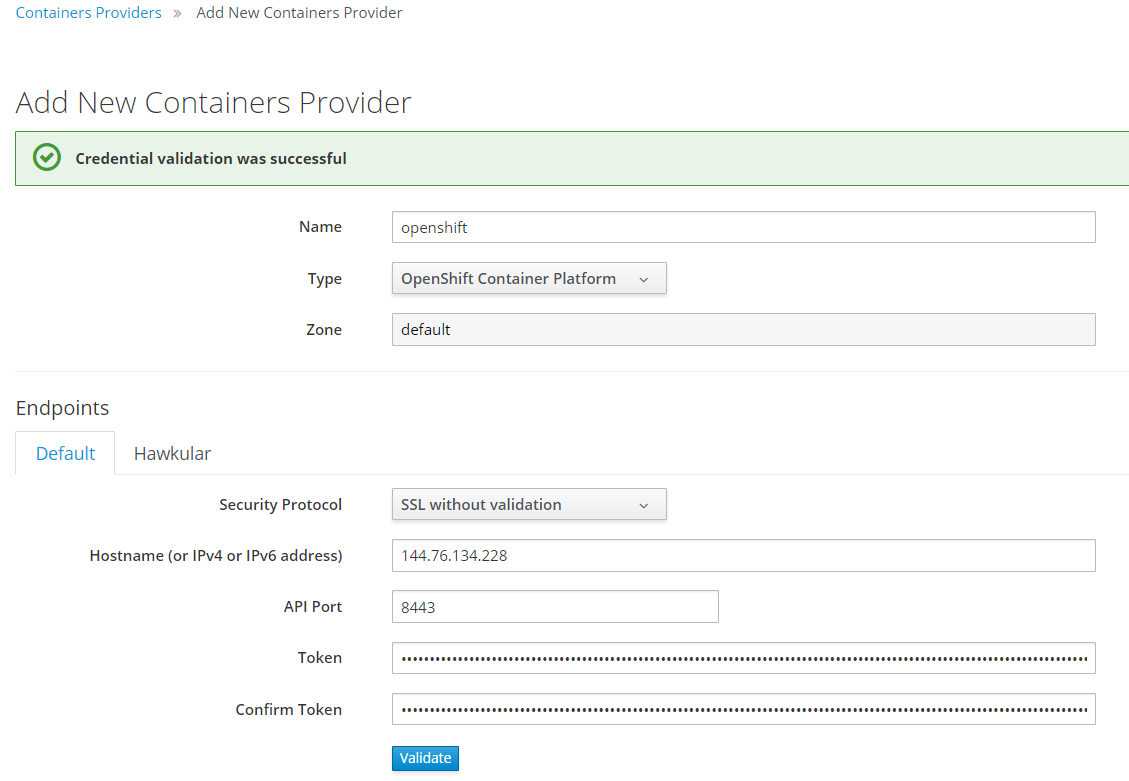 Containers Providers » Add New Containers Provider
Add New Containers Provider
Credential validation was successful
Name openshift
Type OpenShift Container Platform
Zone default
Endpoints
Default Hawkular
Security Protocol SSL without validation
Hostname (or IPv4 or IPv6 address) 144.76.134.228
API Port 8443
Token
Confirm Token
Validate